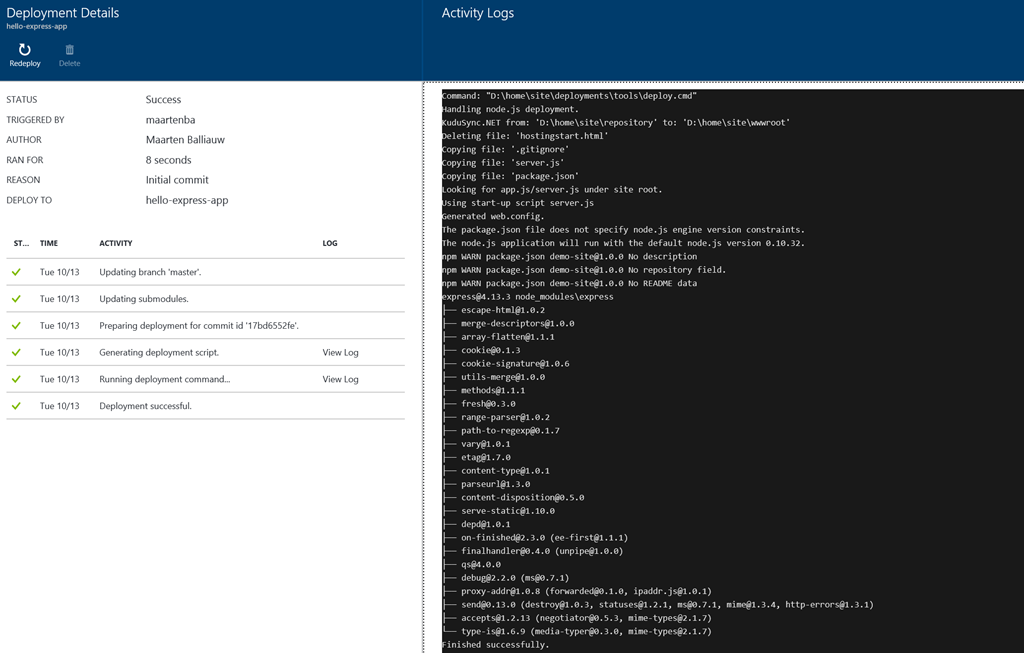 Deployment Details
hello-express-app
Redeploy Delete
STATUS Success
TRIGGERED BY maartenba
AUTHOR Maarten Balliauw
RAN FOR 8 seconds
REASON Initial commit
DEPLOY TO hello-express-app
ST... TIME ACTIVITY LOG
Tue 10/13 Updating branch 'master'.
Tue 10/13 Updating submodules.
Tue 10/13 Preparing deployment for commit id '17bd6552fe'.
Tue 10/13 Generating deployment script. View Log
Tue 10/13 Running deployment command... View Log
Tue 10/13 Deployment successful.
Activity Logs
Command: "D:\home\site\deployments\tools\deploy.cmd"
Handling node.js deployment.
KuduSync.NET from: 'D:\home\site\repository' to: 'D:\home\site\wwwroot'
Deleting file: 'hostingstart.html'
Copying file: '.gitignore'
Copying file: 'server.js'
Copying file: 'package.json'
Looking for app.js/server.js under site root.
Using start-up script server.js
Generated web.config.
The package.json file does not specify node.js engine version constraints.
The node.js application will run with the default node.js version 0.10.32.
npm WARN package.json demo-site@1.0.0 No description
npm WARN package.json demo-site@1.0.0 No repository field.
npm WARN package.json demo-site@1.0.0 No README data
express@4.13.3 node_modules\express
├── escape-html@1.0.2
├── merge-descriptors@1.0.0
├── array-flatten@1.1.1
├── cookie@0.1.3
├── cookie-signature@1.0.6
├── utils-merge@1.0.0
├── methods@1.1.1
├── fresh@0.3.0
├── range-parser@1.0.2
├── path-to-regexp@0.1.7
├── vary@1.0.1
├── etag@1.7.0
├── content-type@1.0.1
├── parseurl@1.3.0
├── content-disposition@0.5.0
├── serve-static@1.10.0
├── depd@1.0.1
├── on-finished@2.3.0 (ee-first@1.1.1)
├── finalhandler@0.4.0 (unpipe@1.0.0)
├── qs@4.0.0
├── debug@2.2.0 (ms@0.7.1)
├── proxy-addr@1.0.8 (forwarded@0.1.0, ipaddr.js@1.0.1)
├── send@0.13.0 (destroy@1.0.3, statuses@1.2.1, ms@0.7.1, mime@1.3.4, http-errors@1.3.1)
├── accepts@1.2.13 (negotiator@0.5.3, mime-types@2.1.7)
└── type-is@1.6.9 (media-typer@0.3.0, mime-types@2.1.7)
Finished successfully.